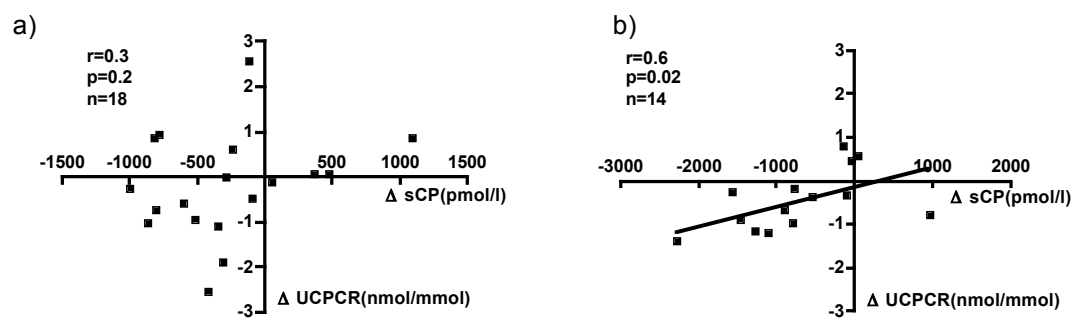 a)
r=0.3
p=0.2
n=18
3
2
1
-1
-2
-3
-1500 -1000 -500 500 1000 1500
Δ sCP(pmol/l)
Δ UCPCR(nmol/mmol)
b)
r=0.6
p=0.02
n=14
3
2
1
-1
-2
-3
-3000 -2000 -1000 0 1000 2000
Δ sCP(pmol/l)
Δ UCPCR(nmol/mmol)